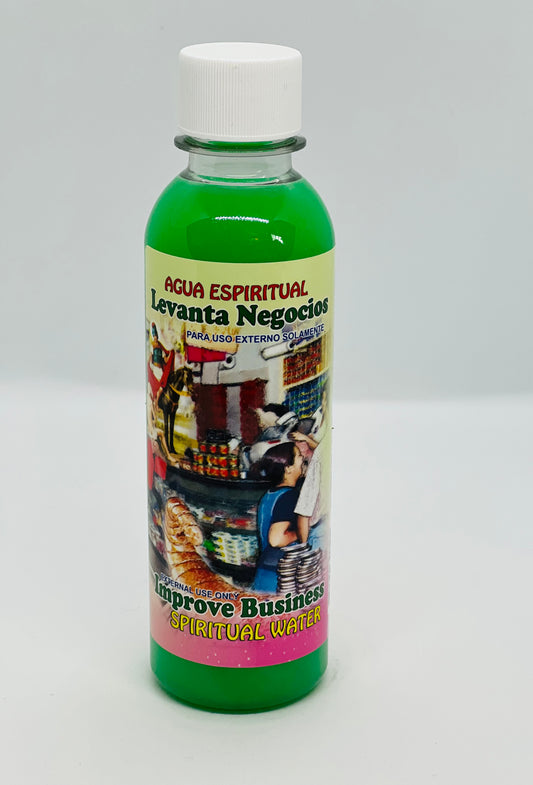 AGUA ESPIRITUAL
Levanta Negocios
PARA USO EXTERNO SOLAMENTE
EXTERNAL USE ONLY
Improve Business
SPIRITUAL WATER